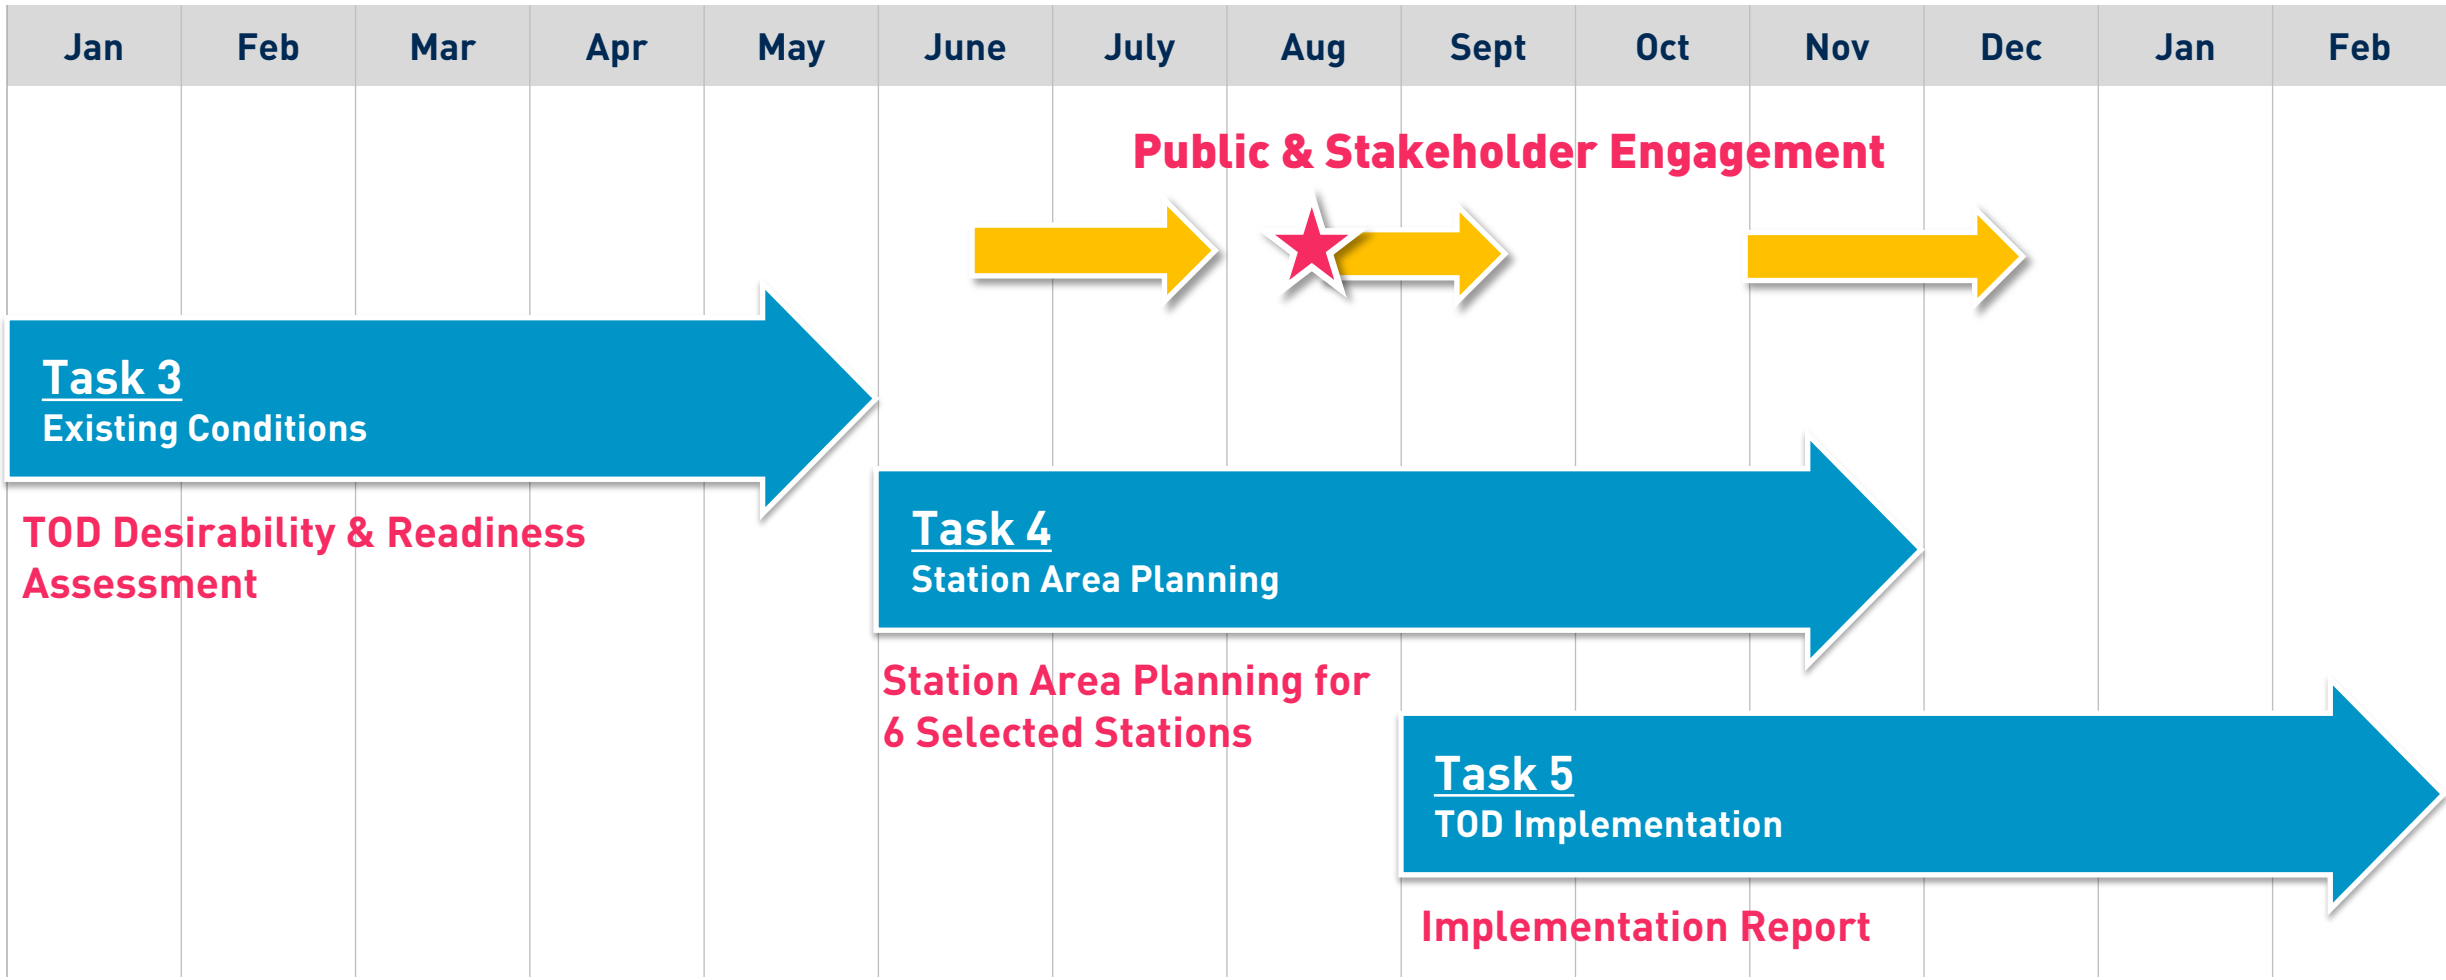 Jan Feb Mar Apr May June July Aug Sept Oct Nov Dec Jan Feb
Public & Stakeholder Engagement
Task 3
Existing Conditions
TOD Desirability & Readiness
Assessment
Task 4
Station Area Planning
Station Area Planning for
6 Selected Stations
Task 5
TOD Implementation
Implementation Report